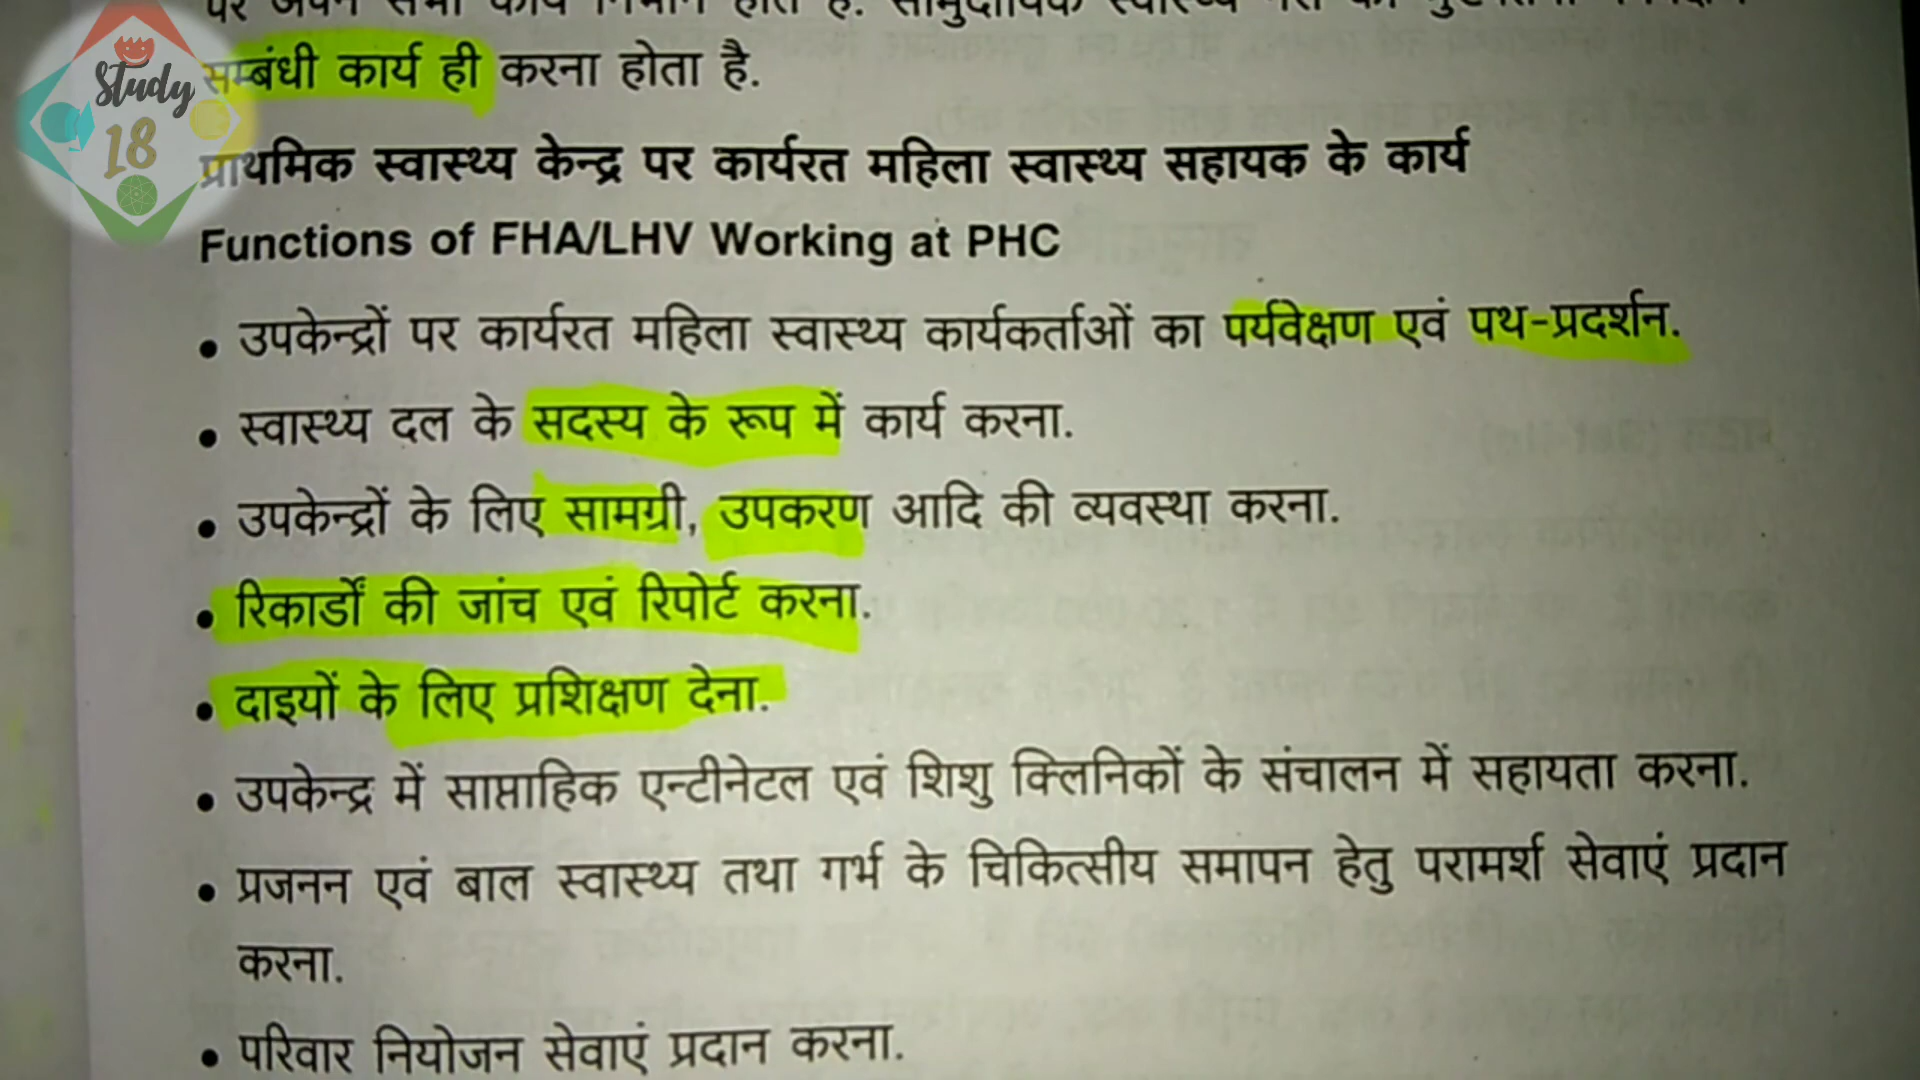 सम्बंधी कार्य ही करना होता है.
Study
18
प्राथमिक स्वास्थ्य केन्द्र पर कार्यरत महिला स्वास्थ्य सहायक के कार्य
Functions of FHA/LHV Working at PHC
• उपकेन्द्रों पर कार्यरत महिला स्वास्थ्य कार्यकर्ताओं का पर्यवेक्षण एवं पथ-प्रदर्शन.
• स्वास्थ्य दल के सदस्य के रूप में कार्य करना.
• उपकेन्द्रों के लिए सामग्री, उपकरण आदि की व्यवस्था करना.
• रिकार्डों की जांच एवं रिपोर्ट करना.
• दाइयों के लिए प्रशिक्षण देना.
• उपकेन्द्र में साप्ताहिक एन्टीनेटल एवं शिशु क्लिनिकों के संचालन में सहायता करना.
• प्रजनन एवं बाल स्वास्थ्य तथा गर्भ के चिकित्सीय समापन हेतु परामर्श सेवाएं प्रदान
करना.
• परिवार नियोजन सेवाएं प्रदान करना.